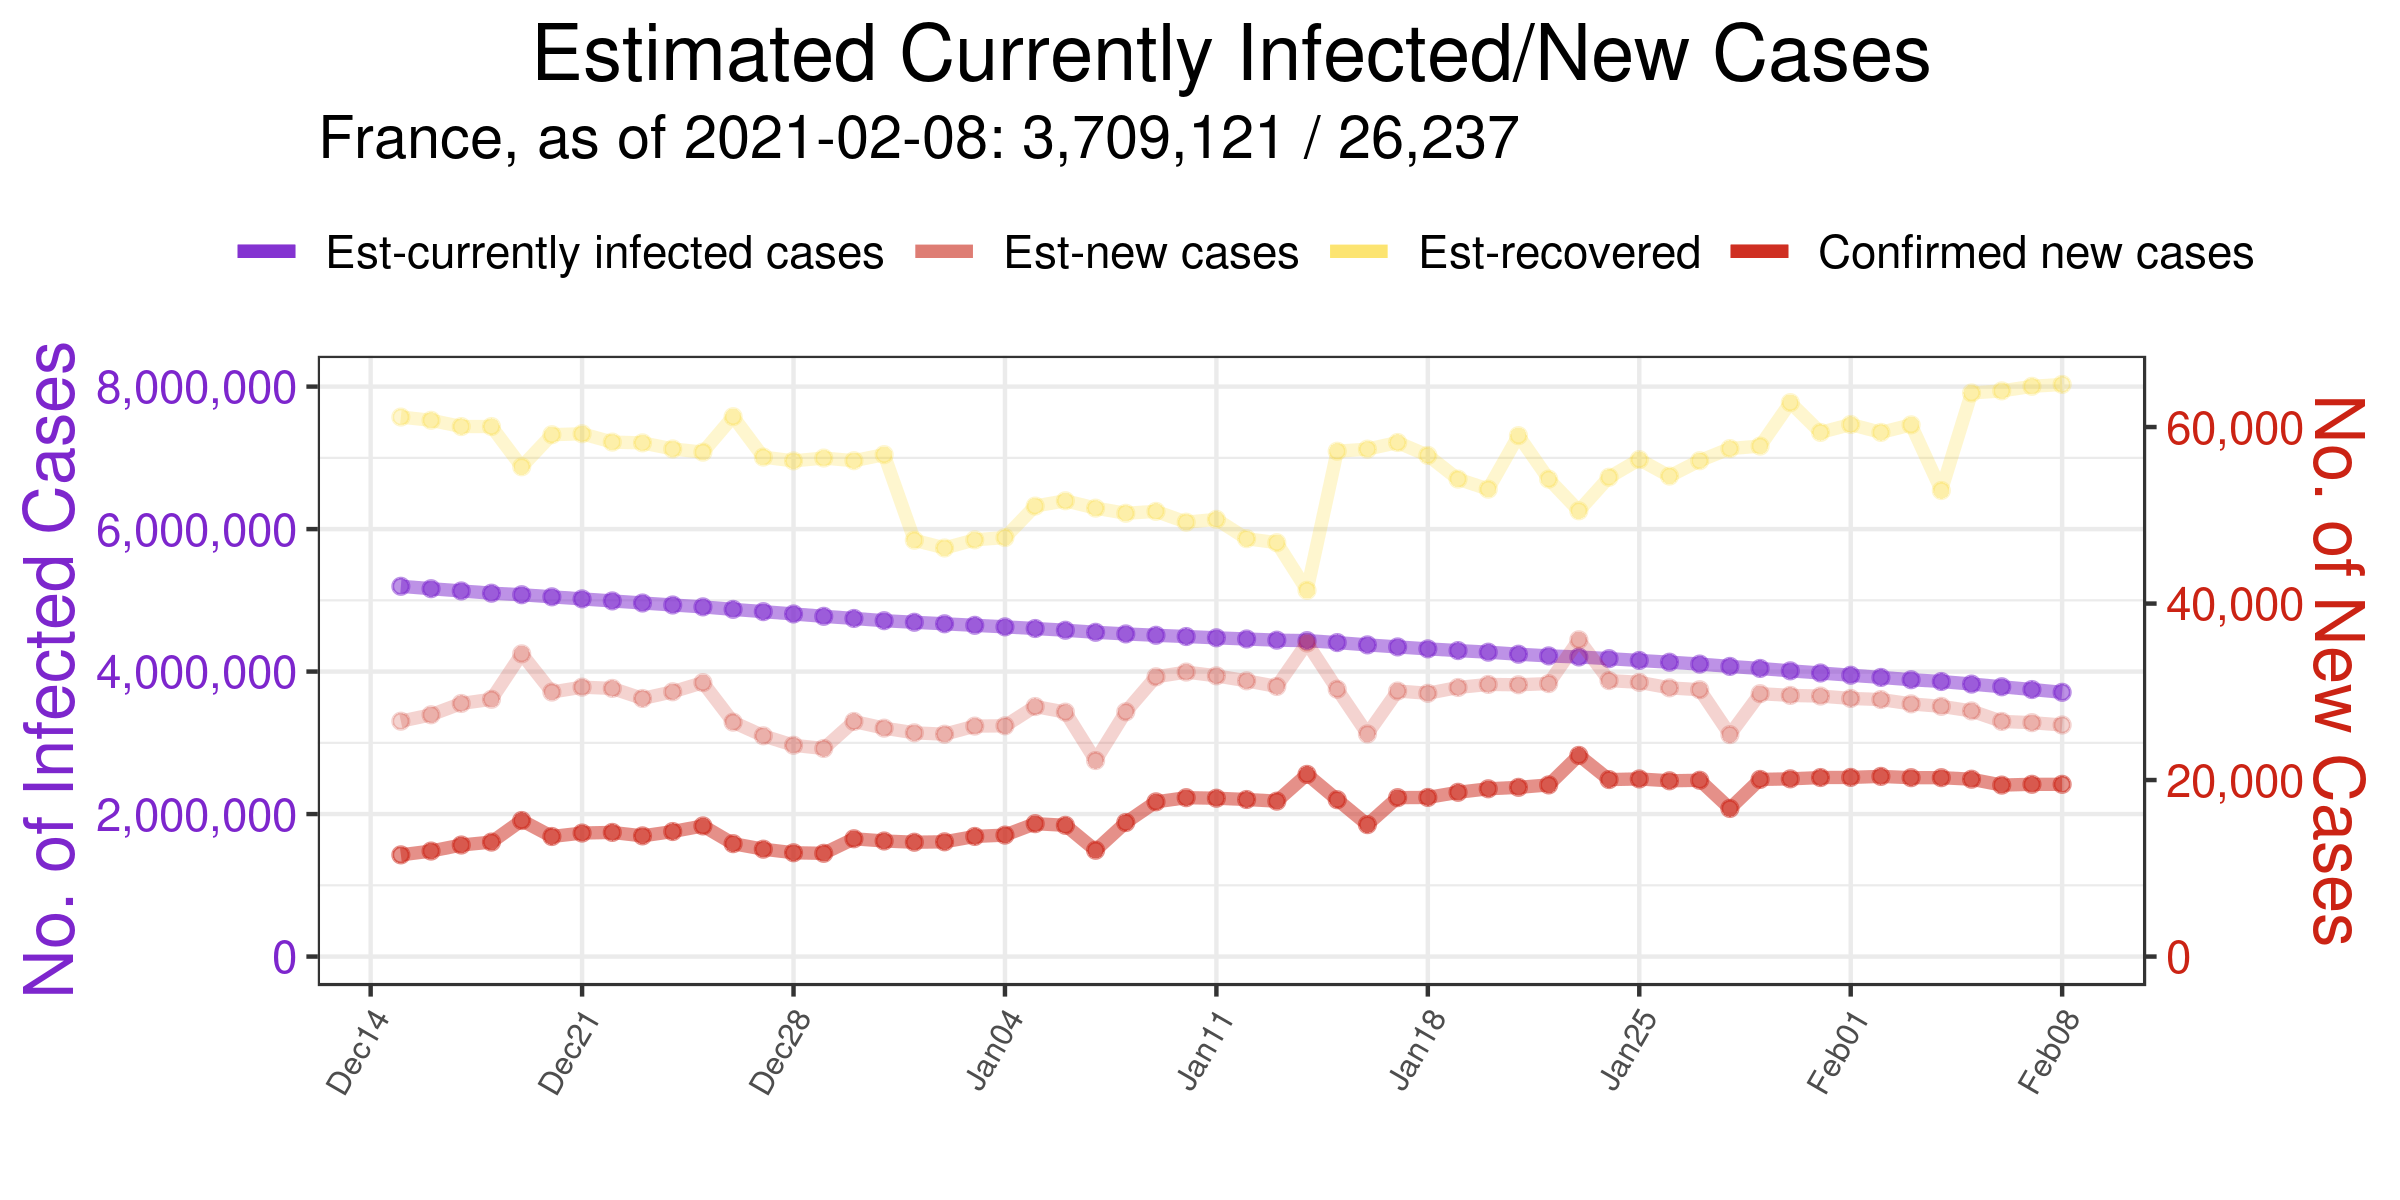 Estimated Currently Infected/New Cases
France, as of 2021-02-08: 3,709,121 / 26,237
Est-currently infected cases Est-new cases Est-recovered Confirmed new cases
No. of Infected Cases
8,000,000
6,000,000
4,000,000
2,000,000
0
60,000
40,000
20,000
0
No. of New Cases
Dec14 Dec21 Dec28 Jan04 Jan11 Jan18 Jan25 Feb01 Feb08